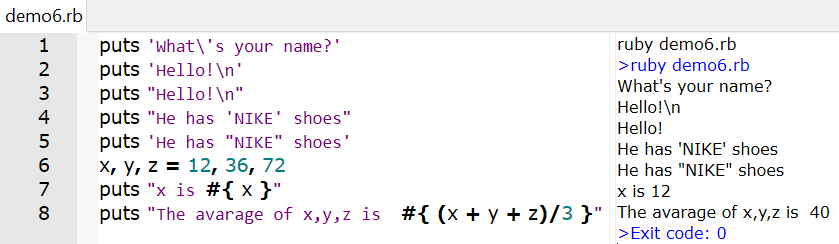 demo6.rb
1 puts 'What\'s your name?'
2 puts 'Hello!\n'
3 puts "Hello!\n"
4 puts "He has 'NIKE' shoes"
5 puts 'He has "NIKE" shoes'
6 x, y, z = 12, 36, 72
7 puts "x is #{ x }"
8 puts "The avarage of x,y,z is  #{ (x + y + z)/3 }"
ruby demo6.rb
>ruby demo6.rb
What's your name?
Hello!\n
Hello!
He has 'NIKE' shoes
He has "NIKE" shoes
x is 12
The avarage of x,y,z is  40
>Exit code: 0